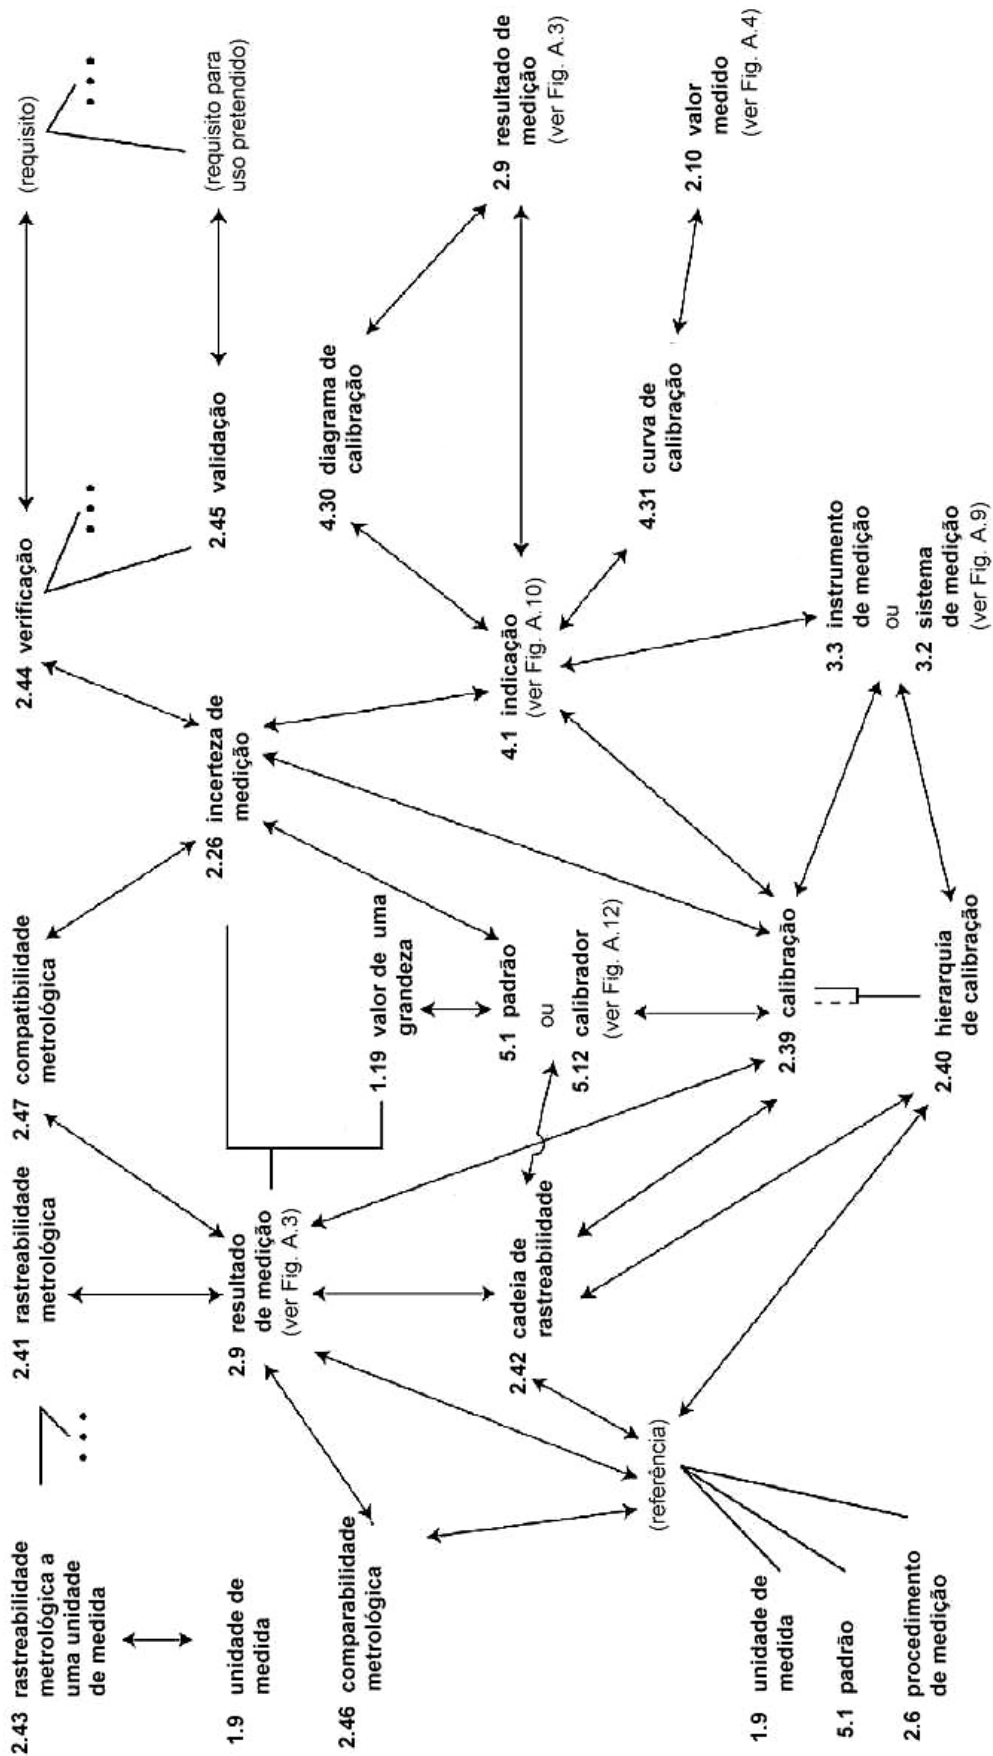 2.43 rastreabilidade
metrológica a
uma unidade
de medida
2.41 rastreabilidade
metrológica
2.47 compatibilidade
metrológica
2.44 verificação
(requisito)
1.9 unidade de
medida
2.9 resultado
de medição
(ver Fig. A.3)
2.26 incerteza de
medição
2.45 validação
(requisito para
uso pretendido)
2.46 comparabilidade
metrológica
1.19 valor de uma
grandeza
4.30 diagrama de
calibração
2.42 cadeia de
rastreabilidade
5.1 padrão
ou
5.12 calibrador
(ver Fig. A.12)
4.1 indicação
(ver Fig. A.10)
2.9 resultado de
medição
(ver Fig. A.3)
(referência)
4.31 curva de
calibração
2.10 valor
medido
(ver Fig. A.4)
1.9 unidade de
medida
5.1 padrão
2.6 procedimento
de medição
2.39 calibração
2.40 hierarquia
de calibração
3.3 instrumento
de medição
ou
3.2 sistema
de medição
(ver Fig. A.9)